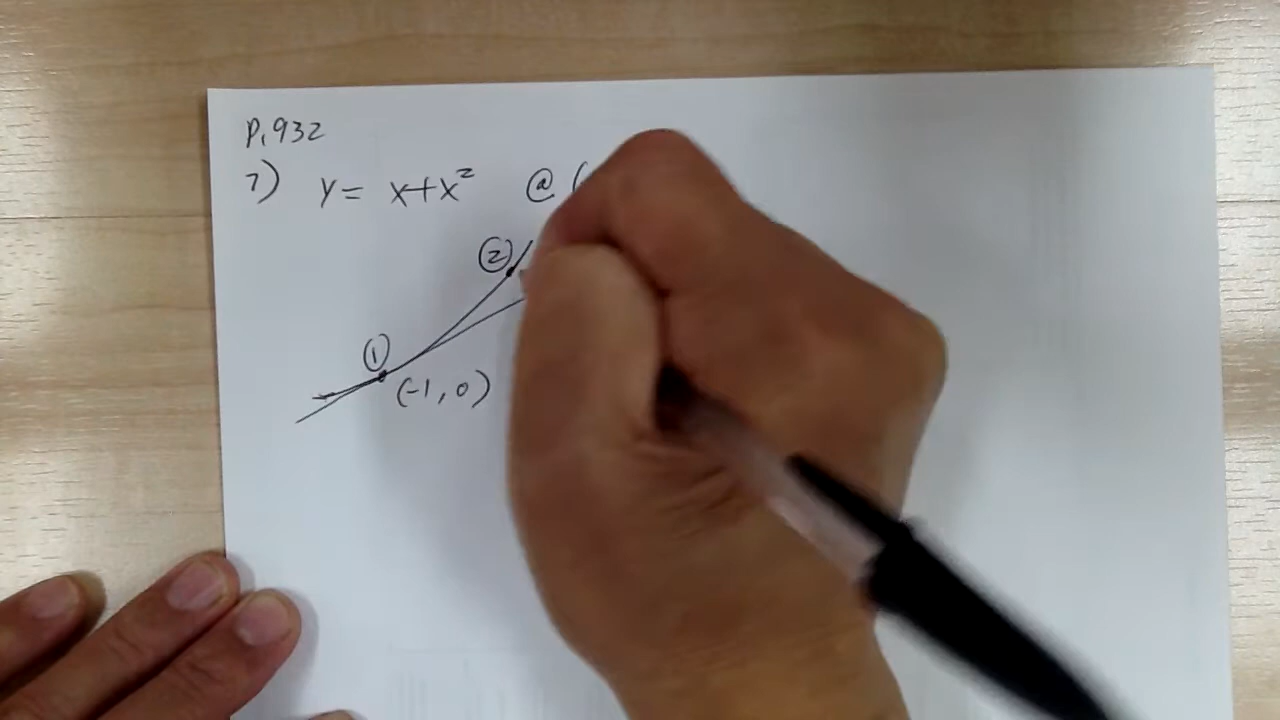 P.932
7) y = x+x² @ (
②
①
(-1, 0)